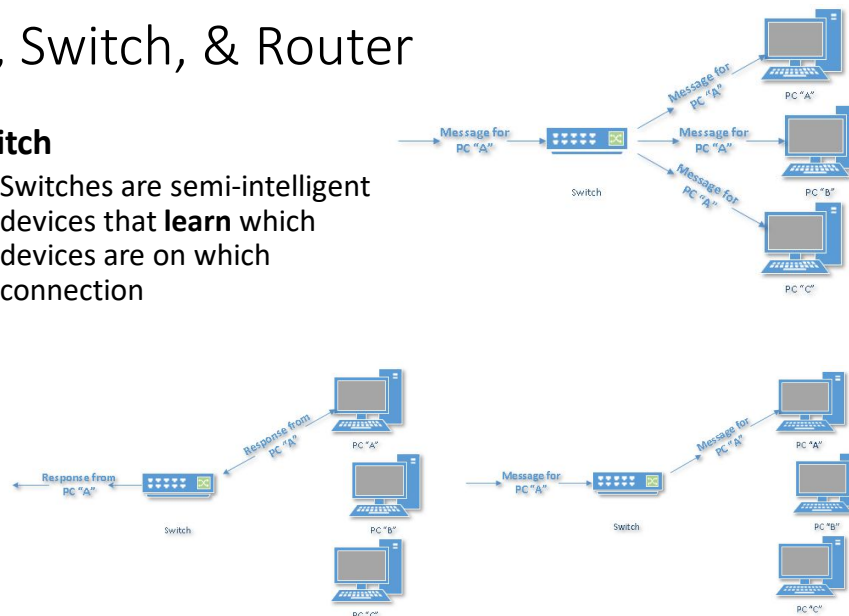 , Switch, & Router
itch
Switches are semi-intelligent
devices that learn which
devices are on which
connection
Message for
PC "A"
Switch
Message for
PC "A"
PC "A"
Message for
PC "A"
PC "B"
Message for
PC "A"
PC "C"
Response from
PC "A"
Switch
Response from
PC "A"
PC "A"
PC "B"
PC "C"
Message for
PC "A"
Switch
Message for
PC "A"
PC "A"
PC "B"
PC "C"